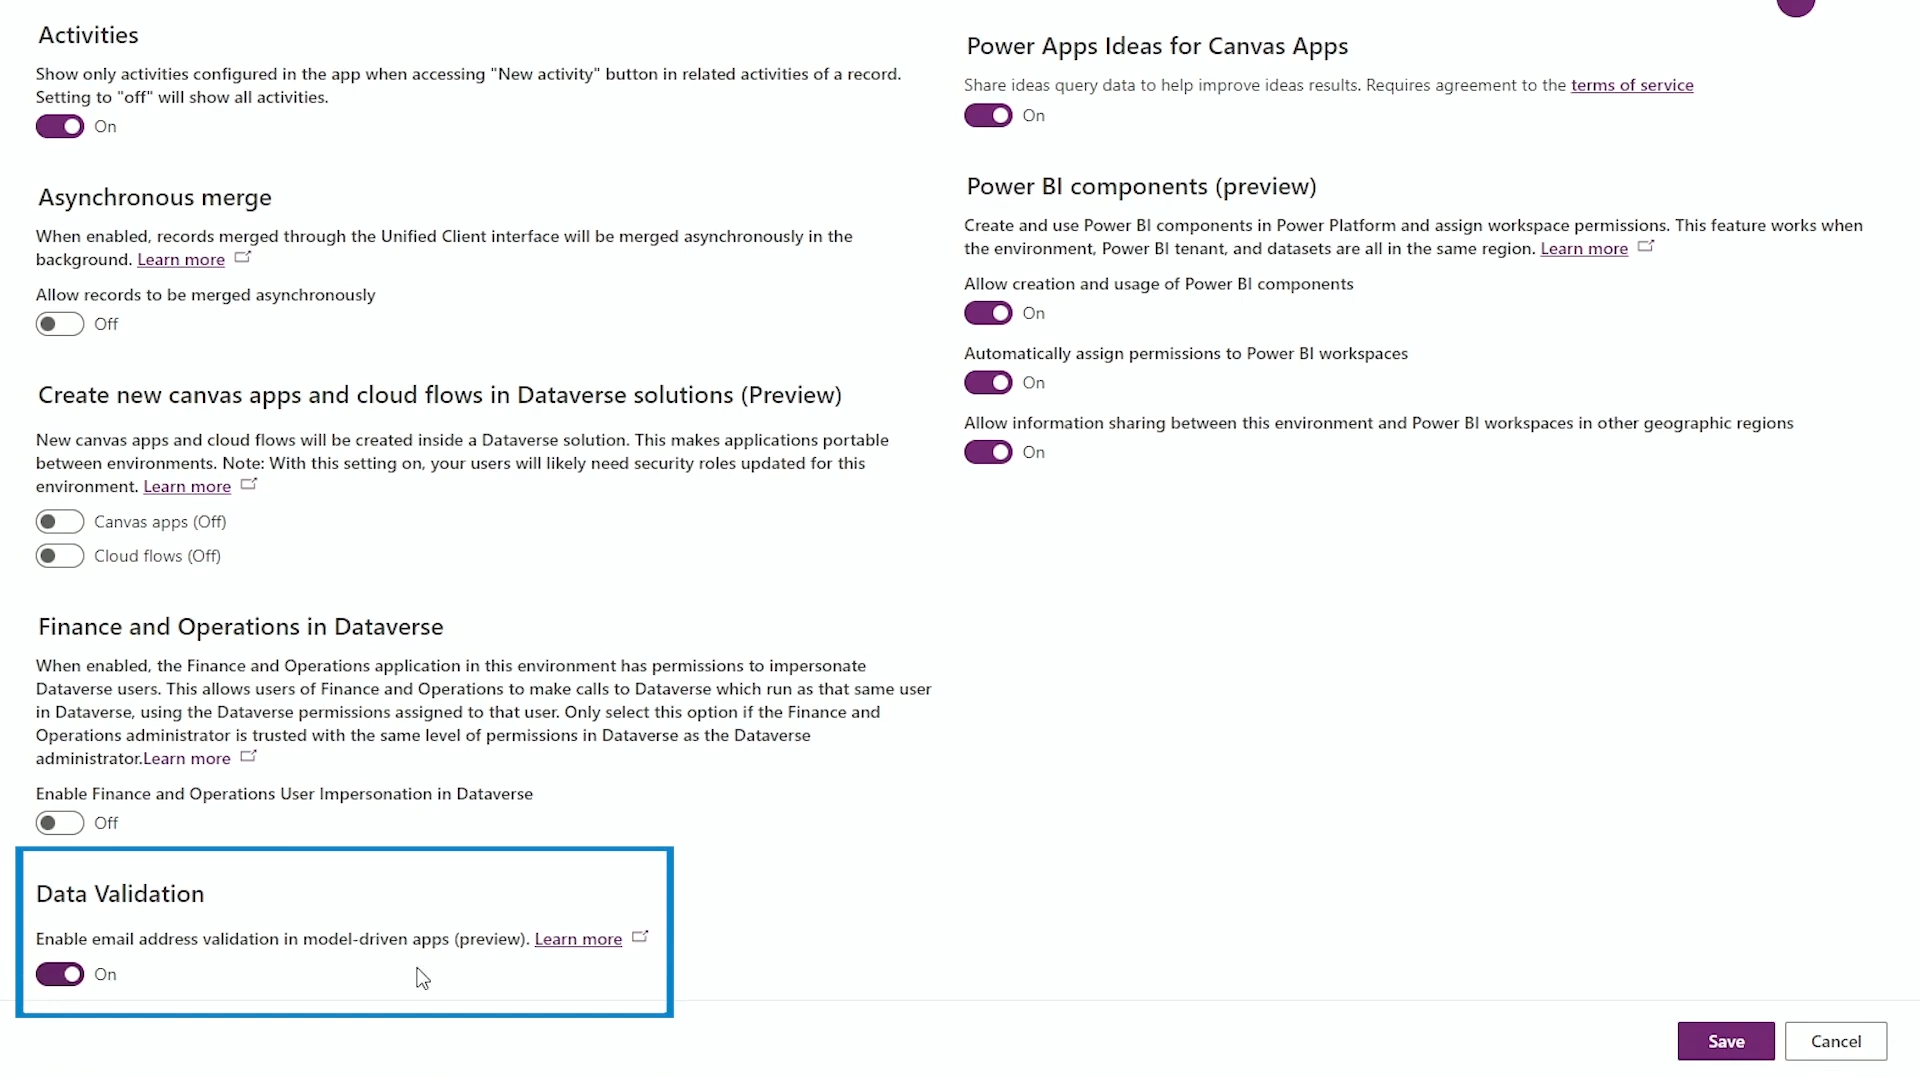 Activities
Show only activities configured in the app when accessing "New activity" button in related activities of a record.
Setting to "off" will show all activities.
On
Asynchronous merge
When enabled, records merged through the Unified Client interface will be merged asynchronously in the
background. Learn more
Allow records to be merged asynchronously
Off
Create new canvas apps and cloud flows in Dataverse solutions (Preview)
New canvas apps and cloud flows will be created inside a Dataverse solution. This makes applications portable
between environments. Note: With this setting on, your users will likely need security roles updated for this
environment. Learn more
Canvas apps (Off)
Cloud flows (Off)
Finance and Operations in Dataverse
When enabled, the Finance and Operations application in this environment has permissions to impersonate
Dataverse users. This allows users of Finance and Operations to make calls to Dataverse which run as that same user
in Dataverse, using the Dataverse permissions assigned to that user. Only select this option if the Finance and
Operations administrator is trusted with the same level of permissions in Dataverse as the Dataverse
administrator.Learn more
Enable Finance and Operations User Impersonation in Dataverse
Off
Data Validation
Enable email address validation in model-driven apps (preview). Learn more
On
Power Apps Ideas for Canvas Apps
Share ideas query data to help improve ideas results. Requires agreement to the terms of service
On
Power BI components (preview)
Create and use Power BI components in Power Platform and assign workspace permissions. This feature works when
the environment, Power BI tenant, and datasets are all in the same region. Learn more
Allow creation and usage of Power BI components
On
Automatically assign permissions to Power BI workspaces
On
Allow information sharing between this environment and Power BI workspaces in other geographic regions
On
Save
Cancel